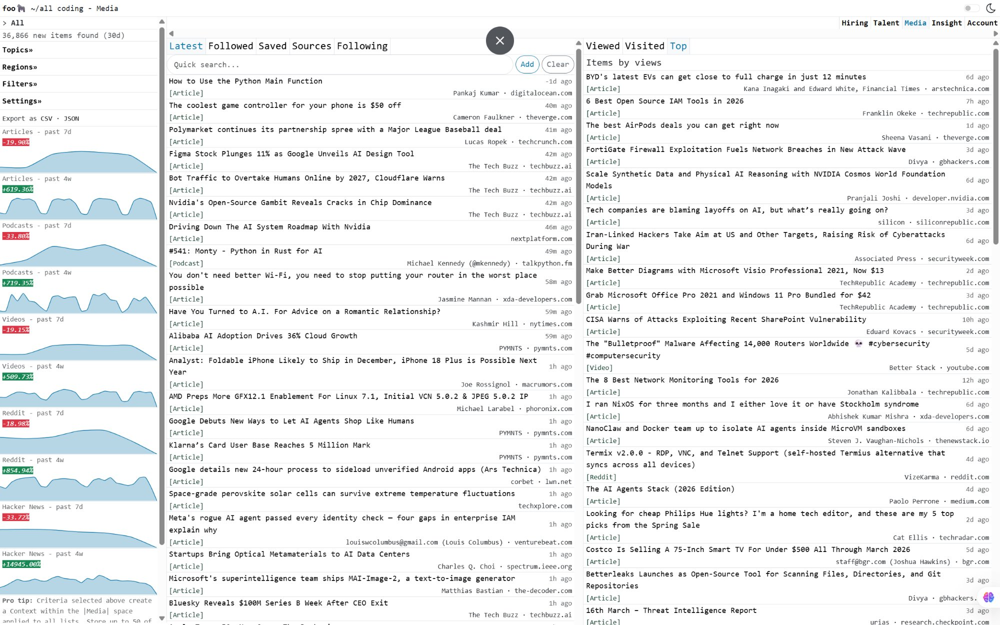 foo ~/all coding - Media
> All
36,866 new items found (30d)
Topics»
Regions»
Filters»
Settings»
Export as CSV · JSON
Articles - past 7d
-19.90%
Articles - past 4w
+619.36%
Podcasts - past 7d
-33.80%
Podcasts - past 4w
+719.35%
Videos - past 7d
-19.15%
Videos - past 4w
+509.73%
Reddit - past 7d
-18.98%
Reddit - past 4w
+854.94%
Hacker News - past 7d
-33.72%
Hacker News - past 4w
+14945.00%
Pro tip: Criteria selected above create
a Context within the |Media| space
applied to all lists. Store up to 50 of
Hiring Talent Media Insight Account
Latest Followed Saved Sources Following
Quick search... Add Clear
How to Use the Python Main Function -1d ago
[Article] Pankaj Kumar · digitalocean.com
The coolest game controller for your phone is $50 off 40m ago
[Article] Cameron Faulkner · theverge.com
Polymarket continues its partnership spree with a Major League Baseball deal 41m ago
[Article] Lucas Ropek · techcrunch.com
Figma Stock Plunges 11% as Google Unveils AI Design Tool 42m ago
[Article] The Tech Buzz · techbuzz.ai
Bot Traffic to Overtake Humans Online by 2027, Cloudflare Warns 42m ago
[Article] The Tech Buzz · techbuzz.ai
Nvidia's Open-Source Gambit Reveals Cracks in Chip Dominance 42m ago
[Article] The Tech Buzz · techbuzz.ai
Driving Down The AI System Roadmap With Nvidia 46m ago
[Article] nextplatform.com
#541: Monty - Python in Rust for AI 49m ago
[Podcast] Michael Kennedy (@mkennedy) · talkpython.fm
You don't need better Wi-Fi, you need to stop putting your router in the worst place
possible 58m ago
[Article] Jasmine Mannan · xda-developers.com
Have You Turned to A.I. For Advice on a Romantic Relationship? 59m ago
[Article] Kashmir Hill · nytimes.com
Alibaba AI Adoption Drives 36% Cloud Growth 59m ago
[Article] PYMNTS · pymnts.com
Analyst: Foldable iPhone Likely to Ship in December, iPhone 18 Plus is Possible Next
Year 1h ago
[Article] Joe Rossignol · macrumors.com
AMD Preps More GFX12.1 Enablement For Linux 7.1, Initial VCN 5.0.2 & JPEG 5.0.2 IP 1h ago
[Article] Michael Larabel · phoronix.com
Google Debuts New Ways to Let AI Agents Shop Like Humans 1h ago
[Article] PYMNTS · pymnts.com
Klarna’s Card User Base Reaches 5 Million Mark 1h ago
[Article] PYMNTS · pymnts.com
Google details new 24-hour process to sideload unverified Android apps (Ars Technica) 1h ago
[Article] corbet · lwn.net
Space-grade perovskite solar cells can survive extreme temperature fluctuations 1h ago
[Article] techxplore.com
Meta's rogue AI agent passed every identity check — four gaps in enterprise IAM
explain why 1h ago
[Article] louiswcolumbus@gmail.com (Louis Columbus) · venturebeat.com
Startups Bring Optical Metamaterials to AI Data Centers 1h ago
[Article] Charles Q. Choi · spectrum.ieee.org
Microsoft's superintelligence team ships MAI-Image-2, a text-to-image generator 1h ago
[Article] Matthias Bastian · the-decoder.com
Bluesky Reveals $100M Series B Week After CEO Exit 1h ago
[Article] The Tech Buzz · techbuzz.ai
Viewed Visited Top
Items by views
BYD's latest EVs can get close to full charge in just 12 minutes 6d ago
[Article] Kana Inagaki and Edward White, Financial Times · arstechnica.com
6 Best Open Source IAM Tools in 2026 7h ago
[Article] Franklin Okeke · techrepublic.com
The best AirPods deals you can get right now 1d ago
[Article] Sheena Vasani · theverge.com
FortiGate Firewall Exploitation Fuels Network Breaches in New Attack Wave 3d ago
[Article] Divya · gbhackers.com
Scale Synthetic Data and Physical AI Reasoning with NVIDIA Cosmos World Foundation
Models 6d ago
[Article] Pranjali Joshi · developer.nvidia.com
Tech companies are blaming layoffs on AI, but what’s really going on? 3d ago
[Article] silicon · siliconrepublic.com
Iran-Linked Hackers Take Aim at US and Other Targets, Raising Risk of Cyberattacks
During War 6d ago
[Article] Associated Press · securityweek.com
Make Better Diagrams with Microsoft Visio Professional 2021, Now $13 2d ago
[Article] TechRepublic Academy · techrepublic.com
Grab Microsoft Office Pro 2021 and Windows 11 Pro Bundled for $42 3d ago
[Article] TechRepublic Academy · techrepublic.com
CISA Warns of Attacks Exploiting Recent SharePoint Vulnerability 10h ago
[Article] Eduard Kovacs · securityweek.com
The "Bulletproof" Malware Affecting 14,000 Routers Worldwide 💀 #cybersecurity
#computersecurity 5d ago
[Video] Better Stack · youtube.com
The 8 Best Network Monitoring Tools for 2026 12h ago
[Article] Jonathan Kalibbala · techrepublic.com
I ran NixOS for three months and I either love it or have Stockholm syndrome 6d ago
[Article] Abhishek Kumar Mishra · xda-developers.com
NanoClaw and Docker team up to isolate AI agents inside MicroVM sandboxes 6d ago
[Article] Steven J. Vaughan-Nichols · thenewstack.io
Termix v2.0.0 - RDP, VNC, and Telnet Support (self-hosted Termius alternative that
syncs across all devices) 4d ago
[Reddit] VizeKarma · reddit.com
The AI Agents Stack (2026 Edition) 4d ago
[Article] Paolo Perrone · medium.com
Looking for cheap Philips Hue lights? I'm a home tech editor, and these are my 5 top
picks from the Spring Sale 2d ago
[Article] Cat Ellis · techradar.com
Costco Is Selling A 75-Inch Smart TV For Under $500 All Through March 2026 5d ago
[Article] staff@bgr.com (Joshua Hawkins) · bgr.com
Betterleaks Launches as Open-Source Tool for Scanning Files, Directories, and Git
Repositories 3d ago
[Article] Divya · gbhackers.
16th March – Threat Intelligence Report 3d ago
[Article] urias · research.checkpoint.com